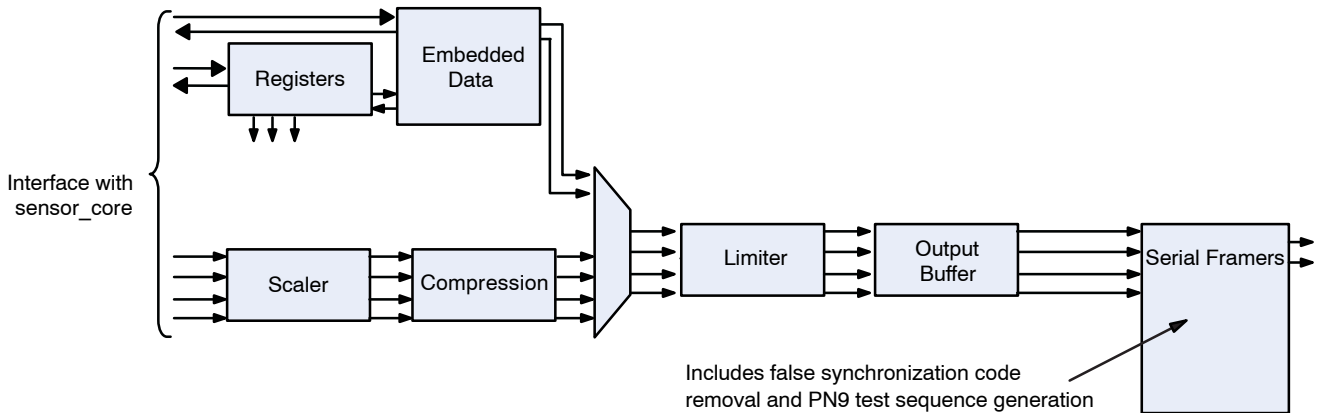 Embedded
Data
Registers
Interface with
sensor_core
Scaler
Compression
Limiter
Output
Buffer
Serial Framers
Includes false synchronization code
removal and PN9 test sequence generation